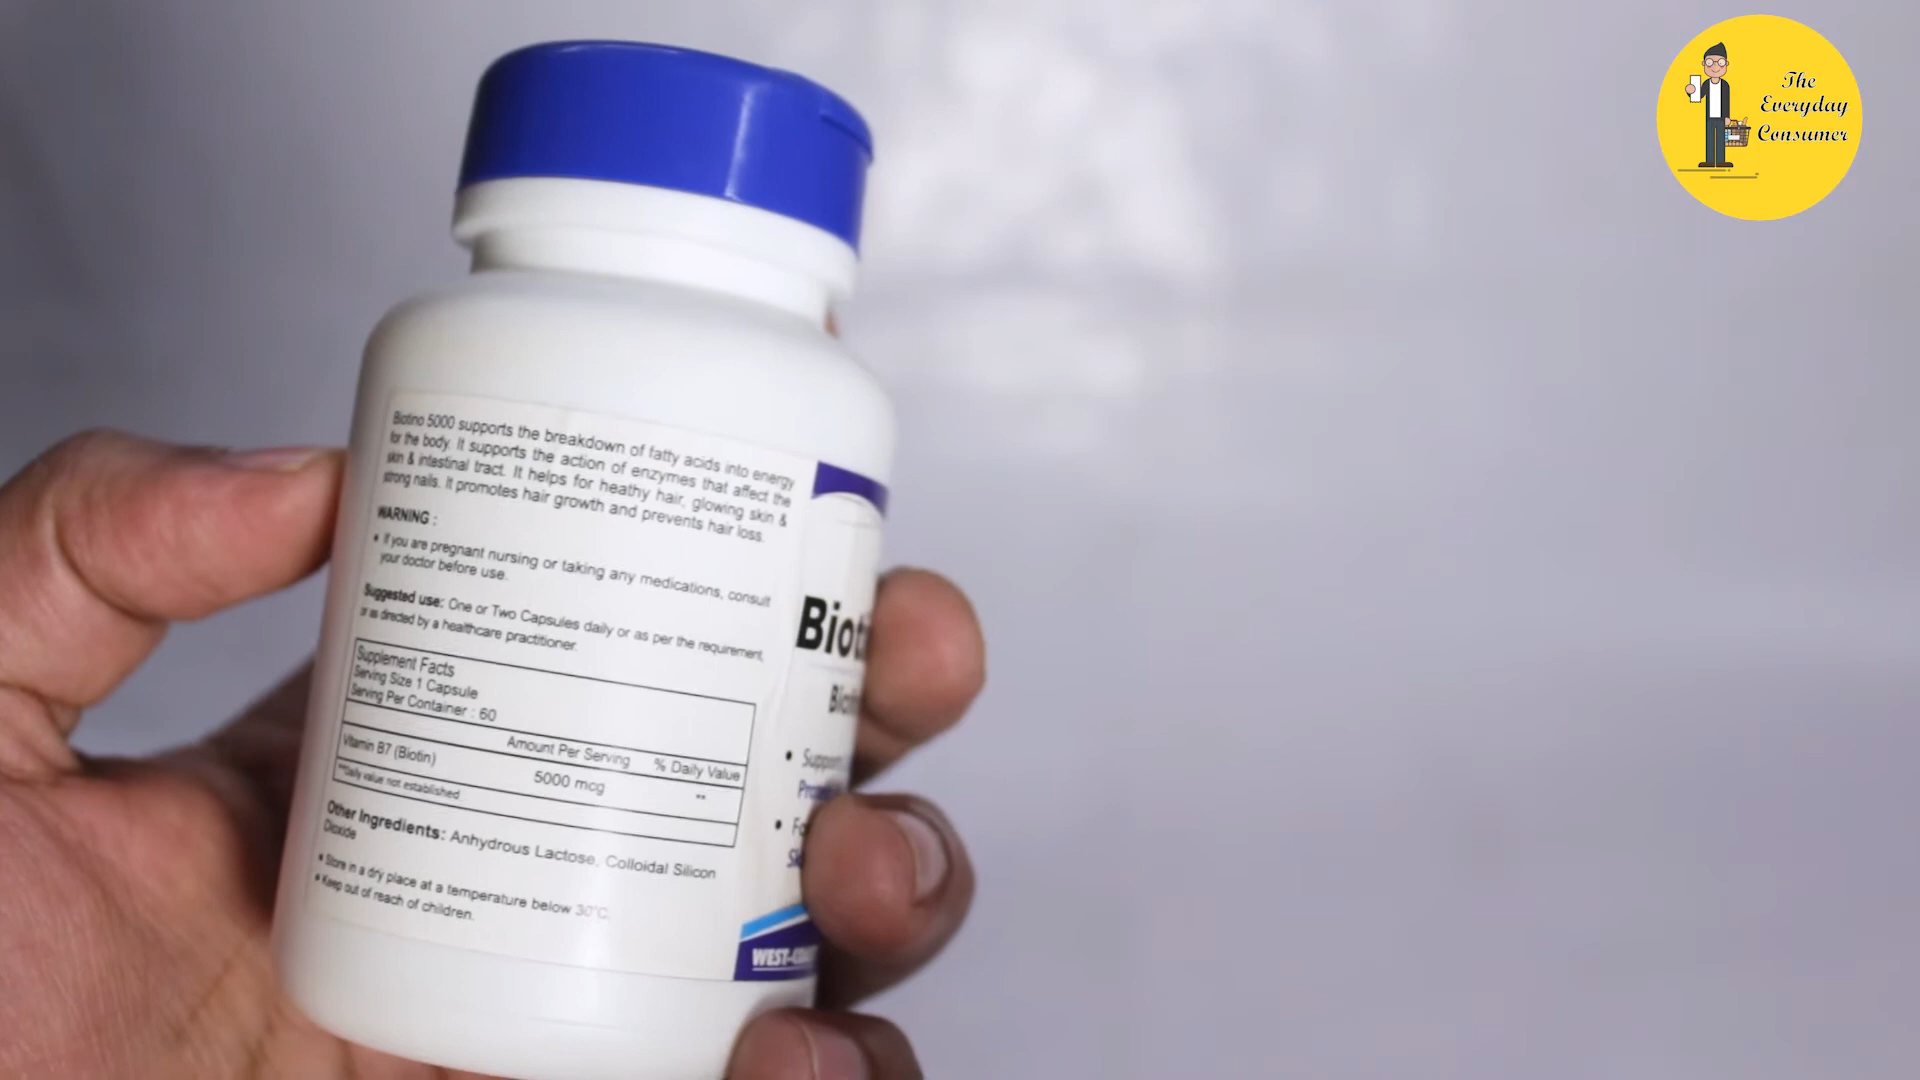 The
Everyday
Consumer
Biotino 5000 supports the breakdown of fatty acids into energy
for the body. It supports the action of enzymes that affect the
skin & intestinal tract. It helps for heathy hair, glowing skin &
strong nails. It promotes hair growth and prevents hair loss.
WARNING :
• If you are pregnant nursing or taking any medications, consult
your doctor before use.
Suggested use: One or Two Capsules daily or as per the requirement,
or as directed by a healthcare practitioner.
Supplement Facts
Serving Size 1 Capsule
Serving Per Container : 60
Amount Per Serving % Daily Value
Vitamin B7 (Biotin) 5000 mcg **
**Daily value not established
Other Ingredients: Anhydrous Lactose, Colloidal Silicon
Dioxide
• Store in a dry place at a temperature below 30°C.
• Keep out of reach of children.
Bioti
• Support
• Fo
WEST-COA